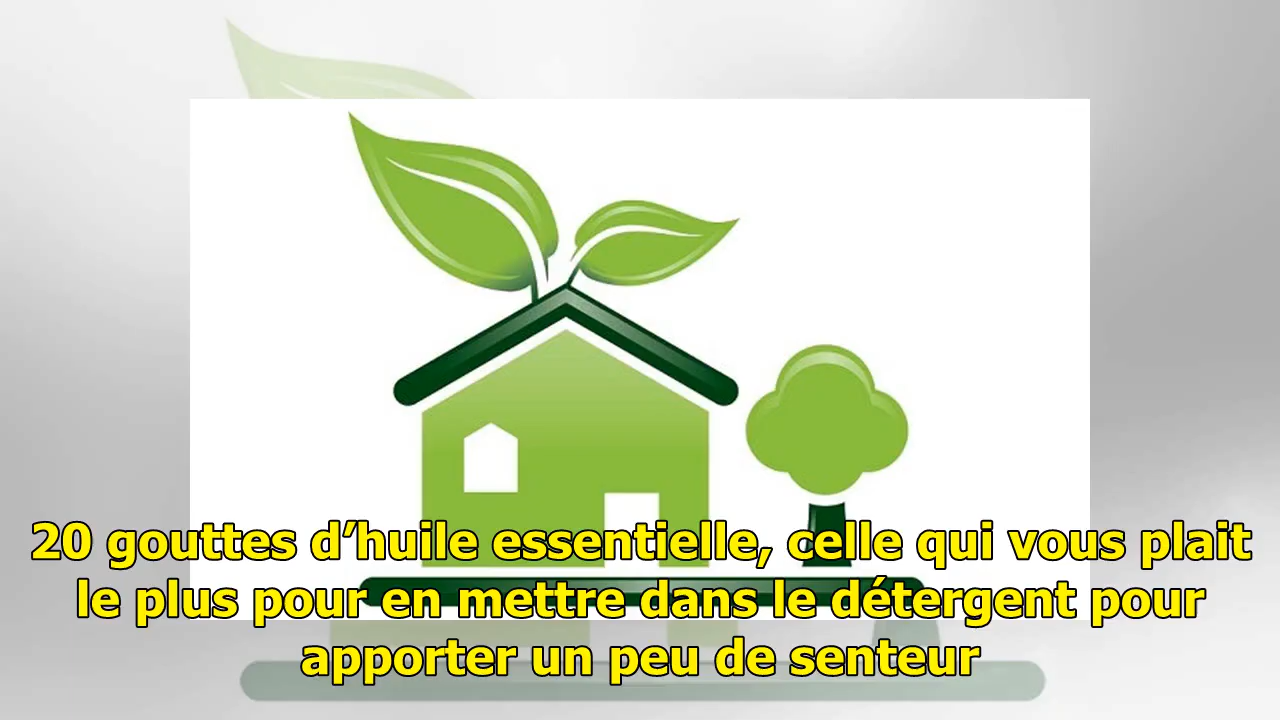 20 gouttes d’huile essentielle, celle qui vous plait
le plus pour en mettre dans le détergent pour
apporter un peu de senteur